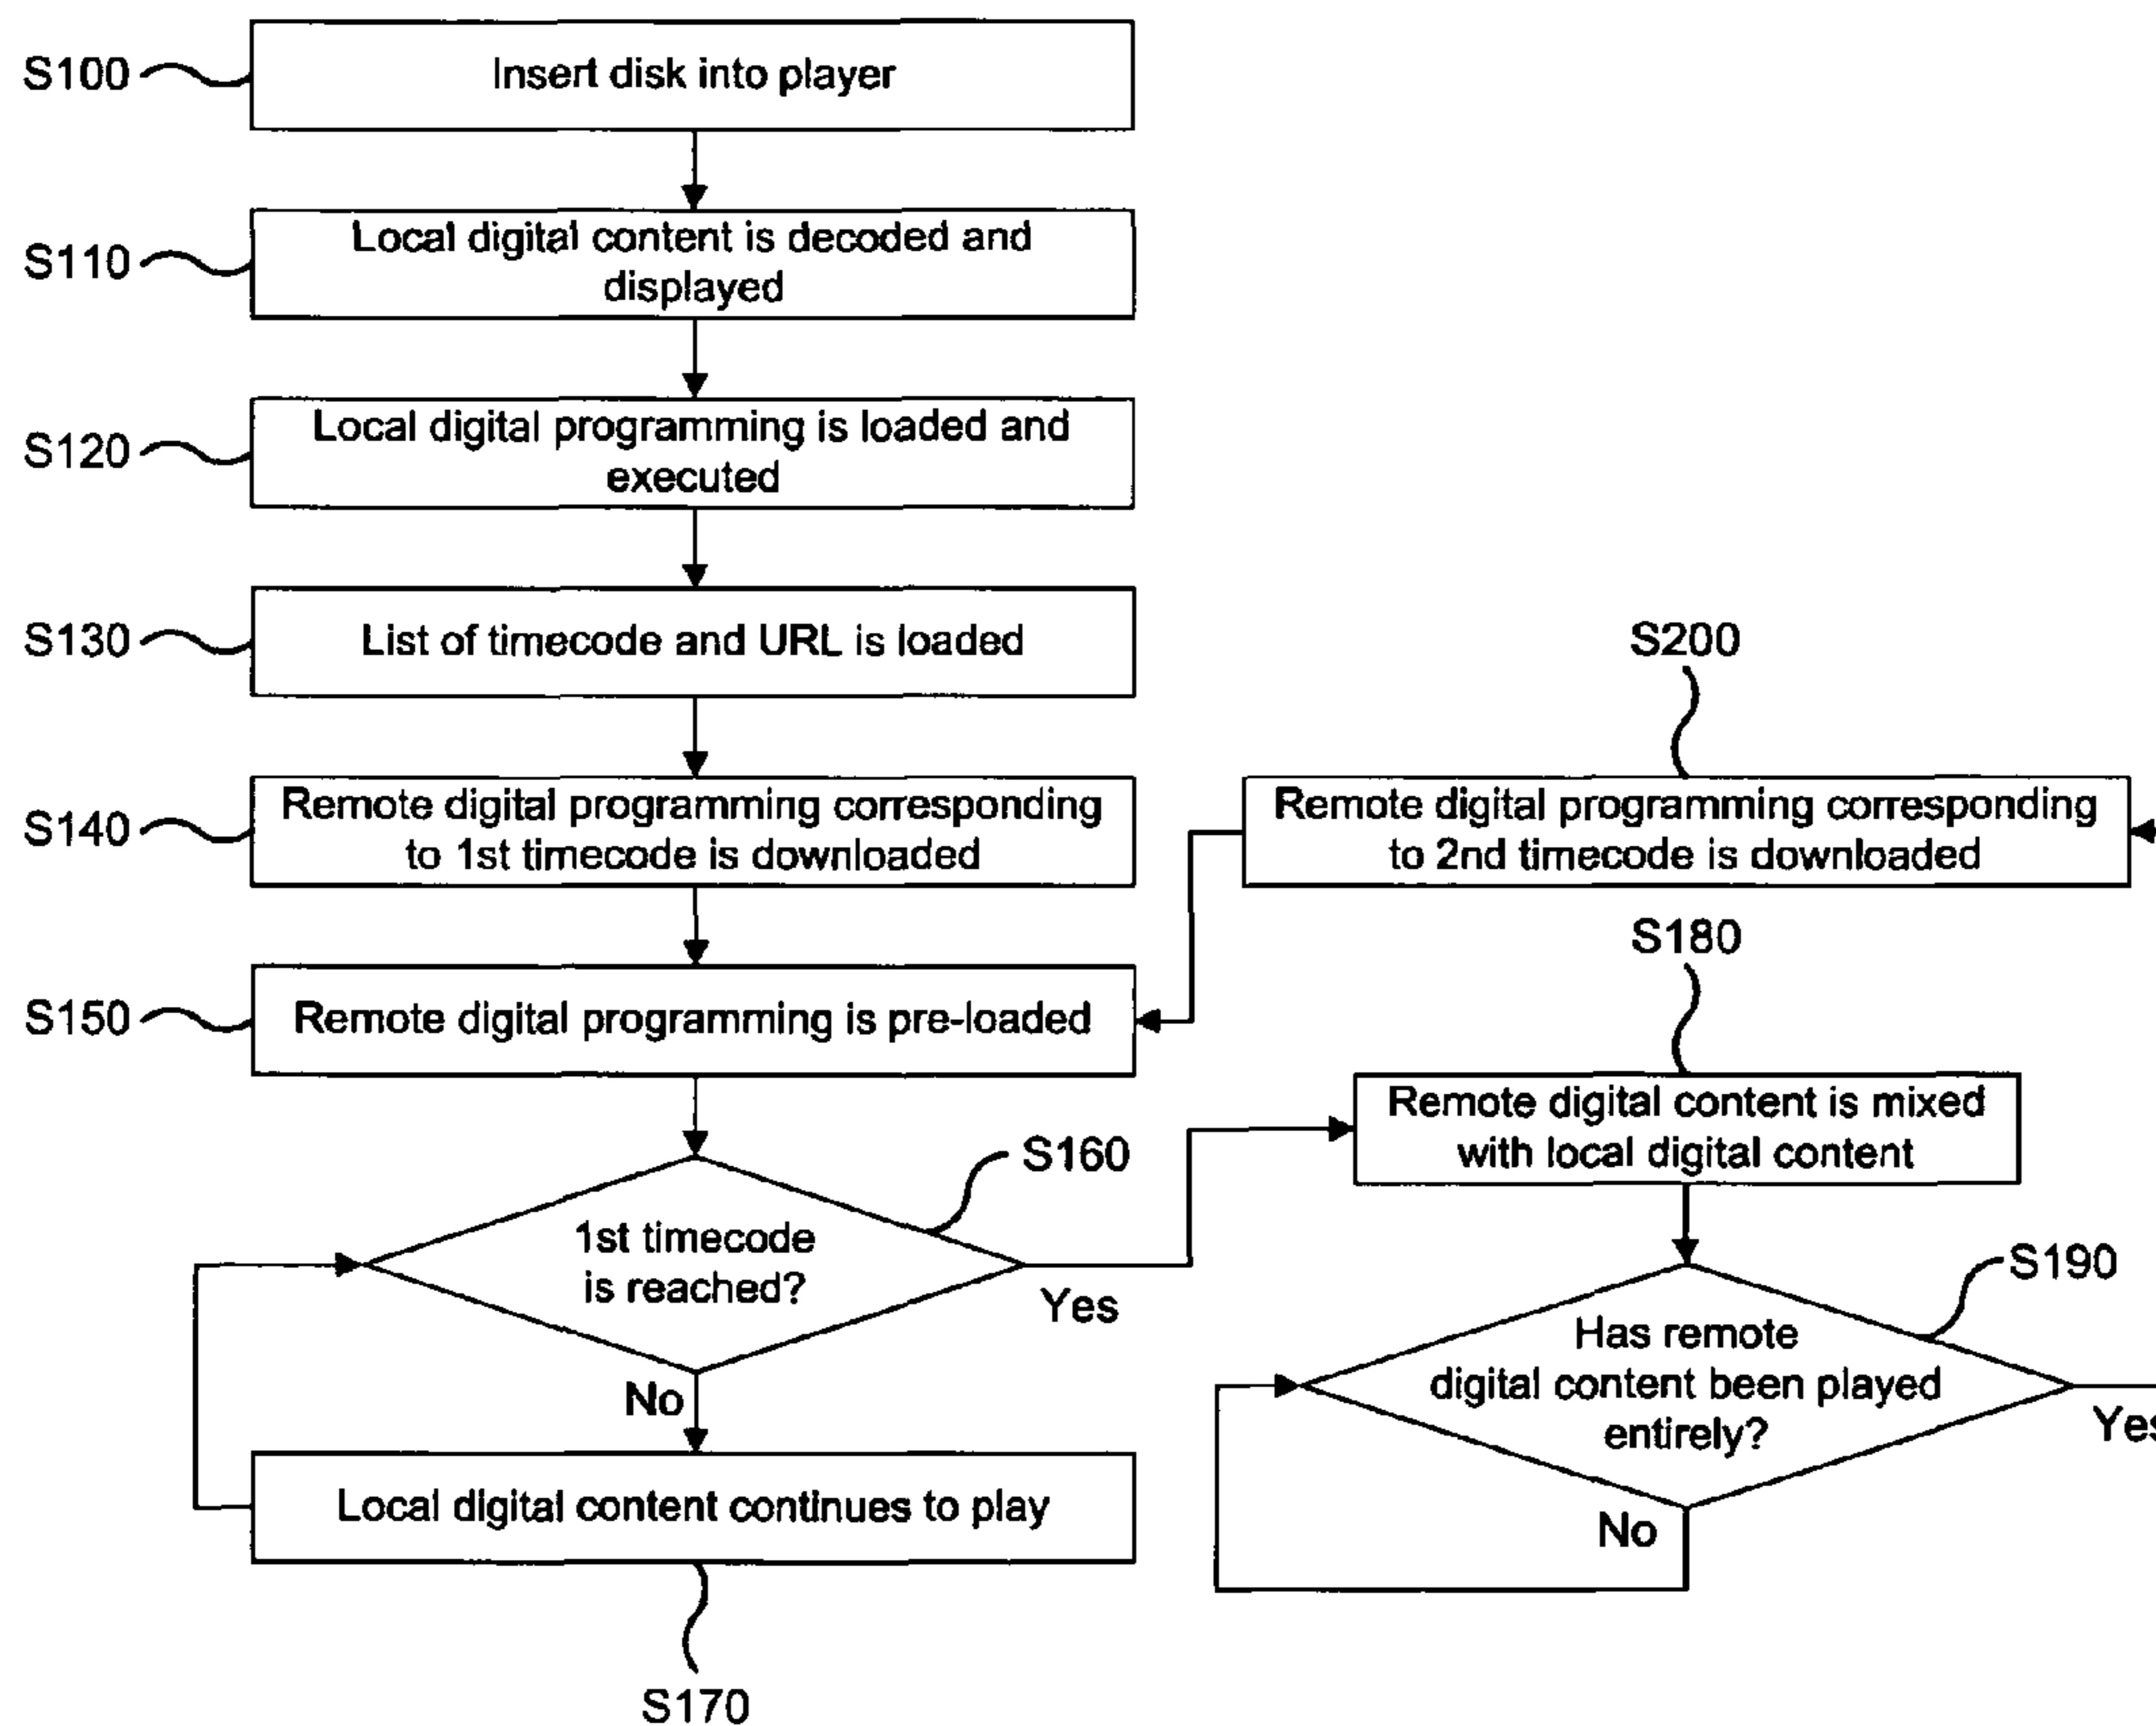 S100
Insert disk into player
S110
Local digital content is decoded and
displayed
S120
Local digital programming is loaded and
executed
S130
List of timecode and URL is loaded
S140
Remote digital programming corresponding
to 1st timecode is downloaded
S150
Remote digital programming is pre-loaded
S160
1st timecode
is reached?
Yes
No
Local digital content continues to play
S170
S200
Remote digital programming corresponding
to 2nd timecode is downloaded
S180
Remote digital content is mixed
with local digital content
S190
Has remote
digital content been played
entirely?
Yes
No